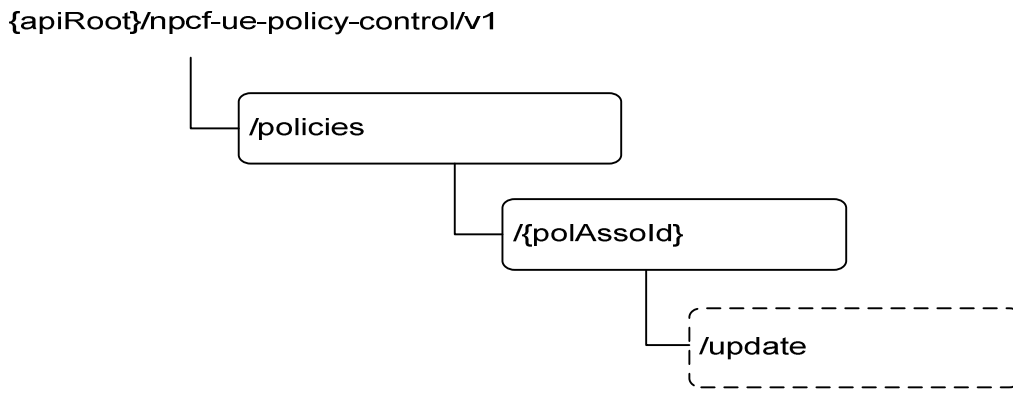 {apiRoot}/npcf-ue-policy-control/v1
/policies
/{polAssoId}
/update